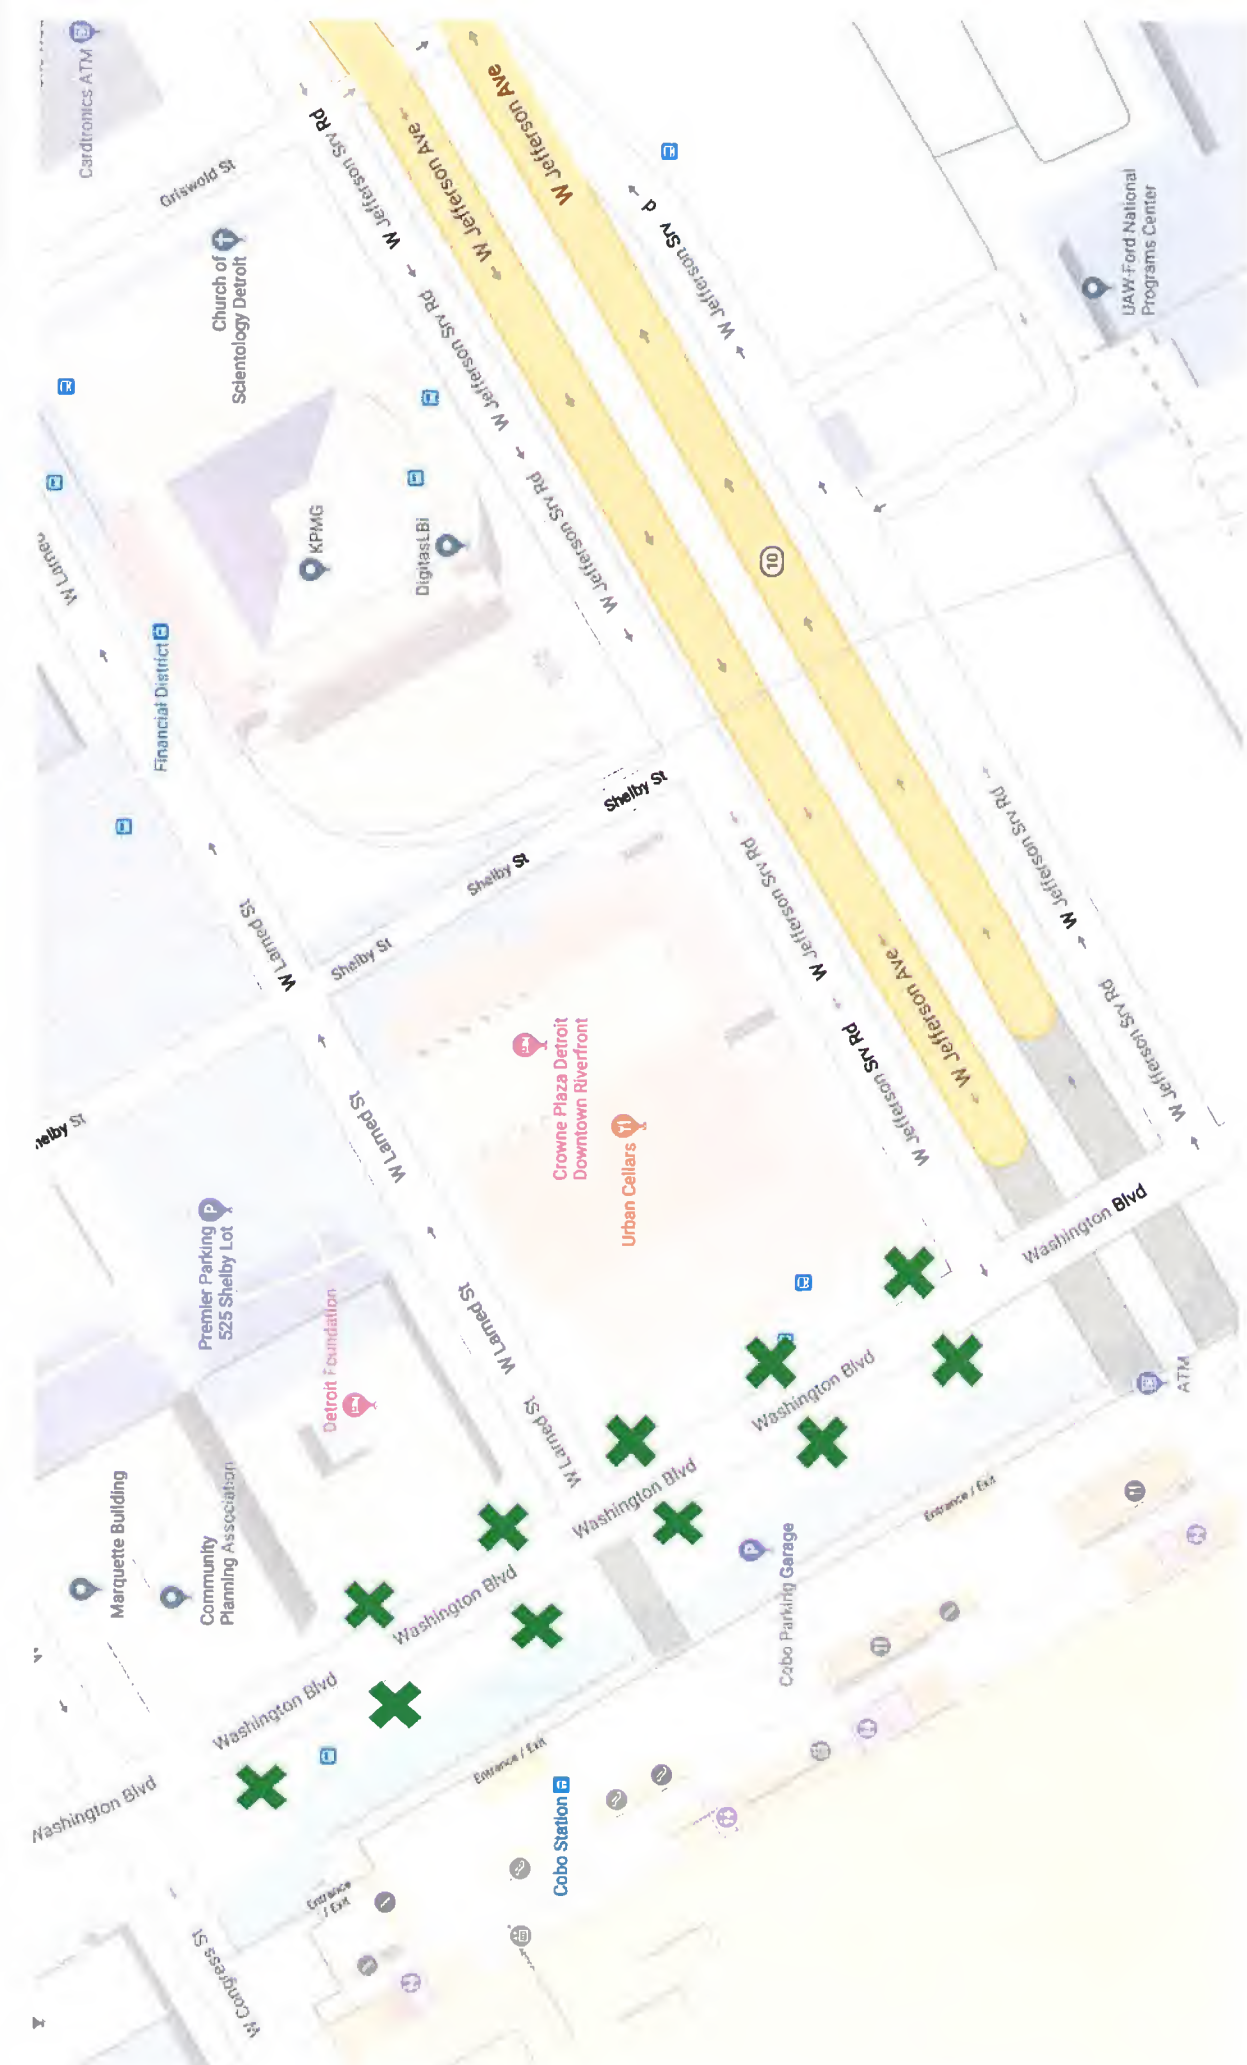 Cardtronics ATM
Griswold St
Church of
Scientology Detroit
W Jefferson Srv Rd
W Jefferson Ave
W Jefferson Ave
W Jefferson Ave
W Jefferson Srv Rd
W Jefferson Srv Rd
W Jefferson Srv Rd
UAW-Ford National
Programs Center
KPMG
DigitasLBi
10
Financial District
W Larned St
Shelby St
Shelby St
Shelby St
W Jefferson Srv Rd
W Jefferson Srv Rd
W Jefferson Ave
W Jefferson Srv Rd
W Jefferson Srv Rd
Crowne Plaza Detroit
Downtown Riverfront
Urban Cellars
W Larned St
Premier Parking
525 Shelby Lot
P
Detroit Foundation
W Larned St
W Larned St
Washington Blvd
ATM
Washington Blvd
Washington Blvd
Washington Blvd
Washington Blvd
Washington Blvd
Marquette Building
Community
Planning Association
P
Cobo Parking Garage
Entrance / Exit
Entrance / Exit
Entrance
/ Exit
Cobo Station
W Congress St